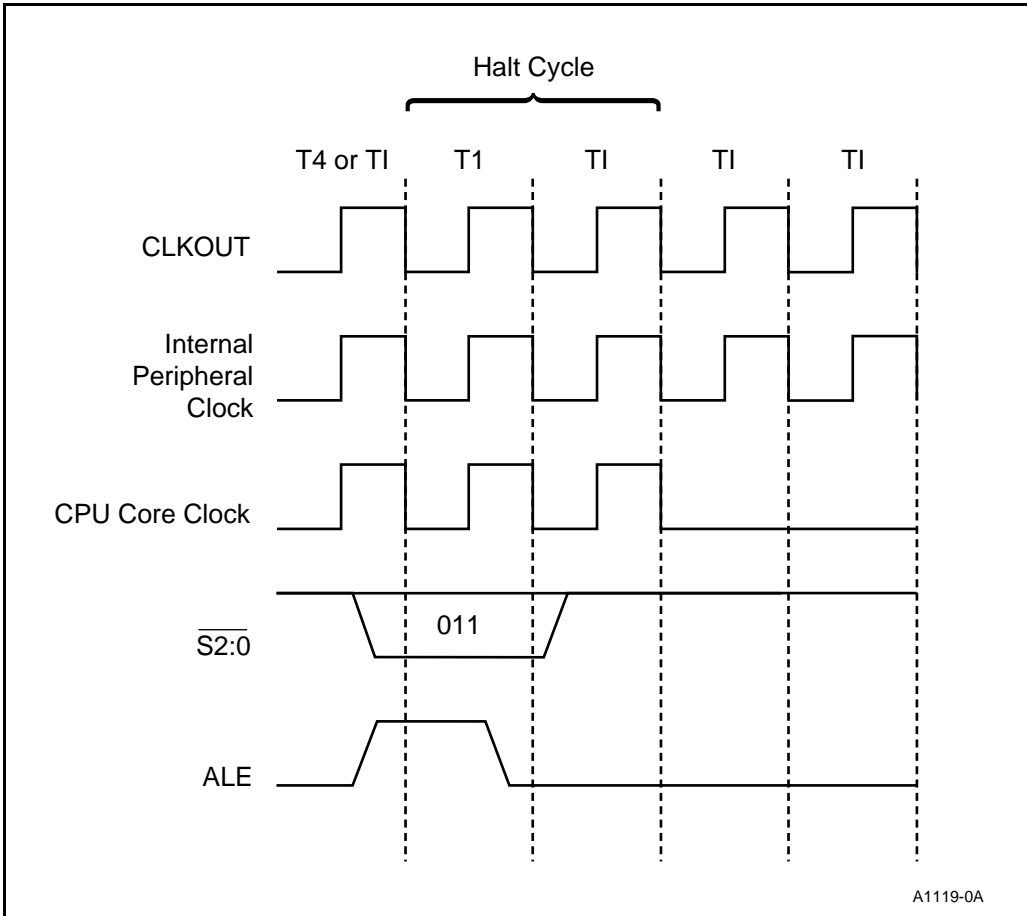 Halt Cycle
T4 or TI T1 TI TI TI
CLKOUT
Internal
Peripheral
Clock
CPU Core Clock
S2:0
011
ALE
A1119-0A